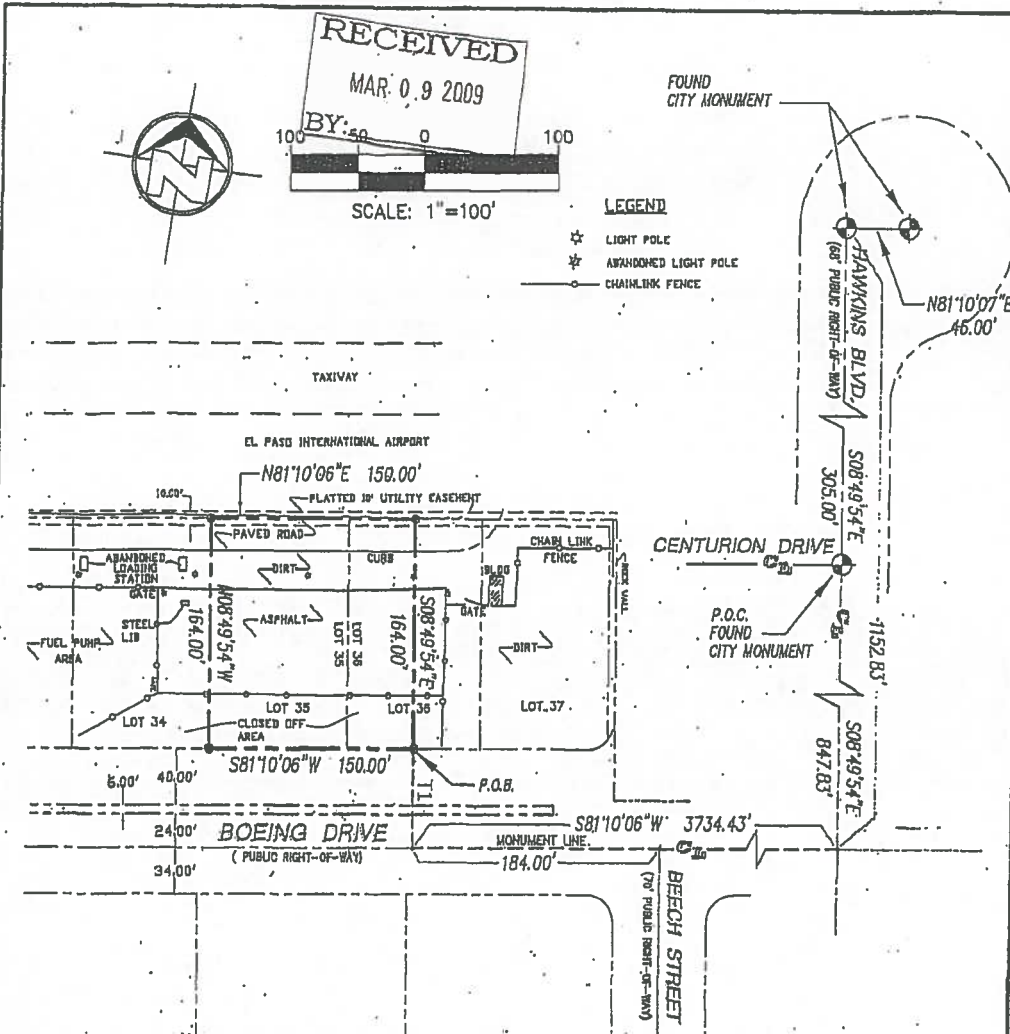 RECEIVED
MAR. 0.9 2009
BY:
100 50 0 100
SCALE: 1"=100'
N
LEGEND
LIGHT POLE
ABANDONED LIGHT POLE
CHAINLINK FENCE
FOUND
CITY MONUMENT
HAWKINS BLVD.
(68' PUBLIC RIGHT-OF-WAY)
N81°10'07"E
46.00'
TAXIWAY
EL PASO INTERNATIONAL AIRPORT
N81°10'06"E 150.00'
10.00'
PLATTED 10' UTILITY EASEMENT
PAVED ROAD
CURB
CHAIN LINK
FENCE
ROCK WALL
ABANDONED
LOADING
STATION
DIRT
BLDG
GATE
GATE
STEEL
LID
ASPHALT
FUEL PUMP
AREA
N08°49'54"W
164.00'
LOT 35
LOT 36
S08°49'54"E
164.00'
DIRT
LOT 34
LOT 35
LOT 36
LOT 37
CLOSED OFF
AREA
S08°49'54"E
305.00'
CENTURION DRIVE
P.O.C.
FOUND
CITY MONUMENT
1152.83'
S08°49'54"E
847.83'
S81°10'06"W 150.00'
P.O.B.
T1
6.00'
40.00'
24.00'
34.00'
BOEING DRIVE
(PUBLIC RIGHT-OF-WAY)
S81°10'06"W 3734.43'
MONUMENT LINE
184.00'
BEECH STREET
(70' PUBLIC RIGHT-OF-WAY)